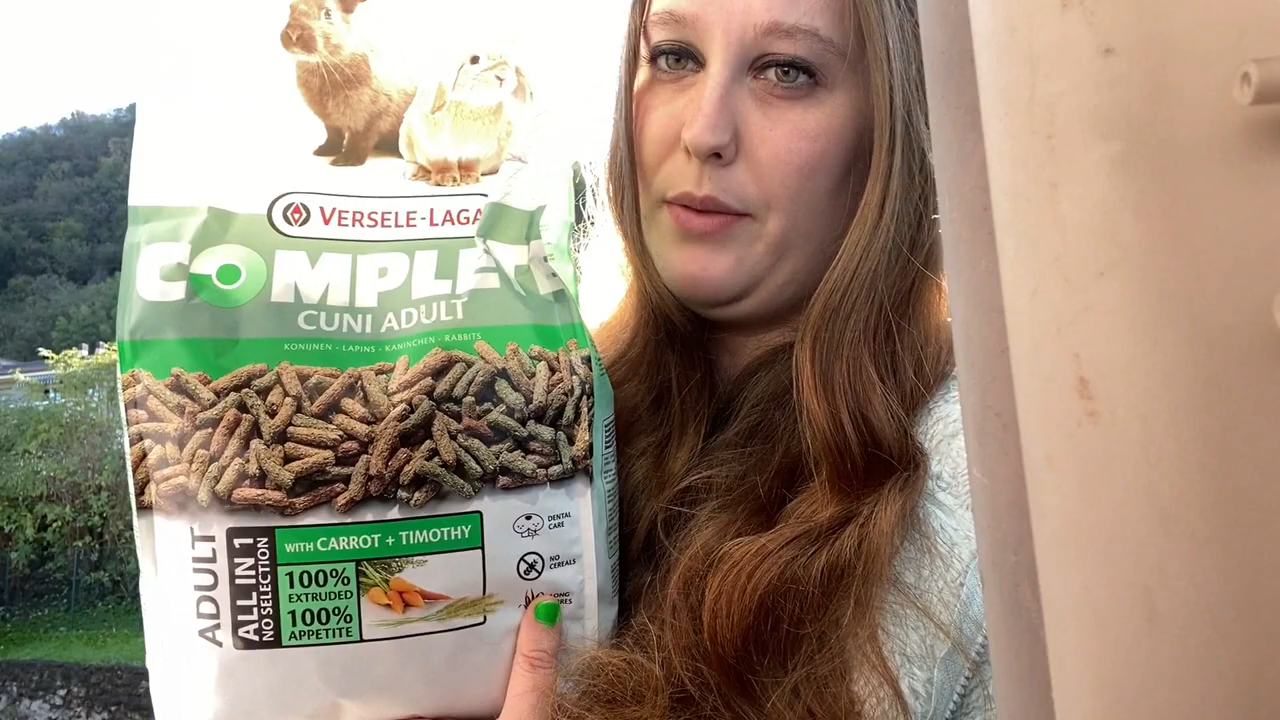 VERSELE-LAGA
COMPLETE
CUNI ADULT
KONIJNEN - LAPINS - KANINCHEN - RABBITS
ADULT
ALL IN 1
NO SELECTION
WITH CARROT + TIMOTHY
100%
EXTRUDED
100%
APPETITE
DENTAL
CARE
NO
CEREALS
LONG